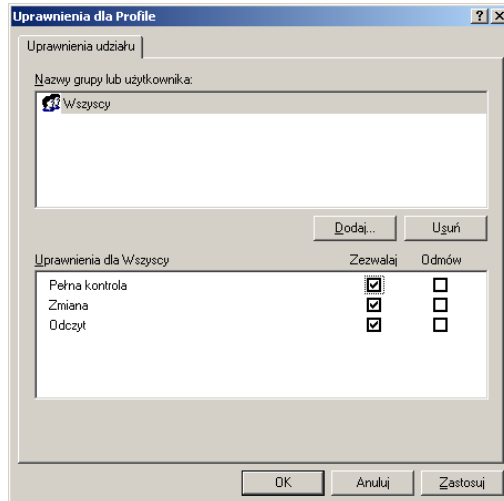 Uprawnienia dla Profile
Uprawnienia udziału
Nazwy grupy lub użytkownika:
Wszyscy
Dodaj... Usuń
Uprawnienia dla Wszyscy Zezwalaj Odmów
Pełna kontrola
Zmiana
Odczyt
OK Anuluj Zastosuj